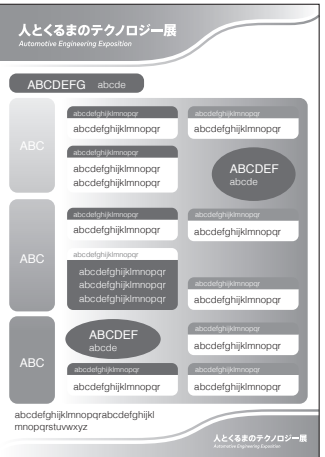 人とくるまのテクノロジー展
Automotive Engineering Exposition
ABCDEFG abcde
ABC
abcdefghijklmnopqr
abcdefghijklmnopqr
abcdefghijklmnopqr
abcdefghijklmnopqr
abcdefghijklmnopqr
abcdefghijklmnopqr
abcdefghijklmnopqr
ABCDEF
abcde
ABC
abcdefghijklmnopqr
abcdefghijklmnopqr
abcdefghijklmnopqr
abcdefghijklmnopqr
abcdefghijklmnopqr
abcdefghijklmnopqr
abcdefghijklmnopqr
abcdefghijklmnopqr
abcdefghijklmnopqr
abcdefghijklmnopqr
ABC
ABCDEF
abcde
abcdefghijklmnopqr
abcdefghijklmnopqr
abcdefghijklmnopqr
abcdefghijklmnopqr
abcdefghijklmnopqr
abcdefghijklmnopqr
abcdefghijklmnopqrabcdefghijkl
mnopqrstuvwxyz
人とくるまのテクノロジー展
Automotive Engineering Exposition